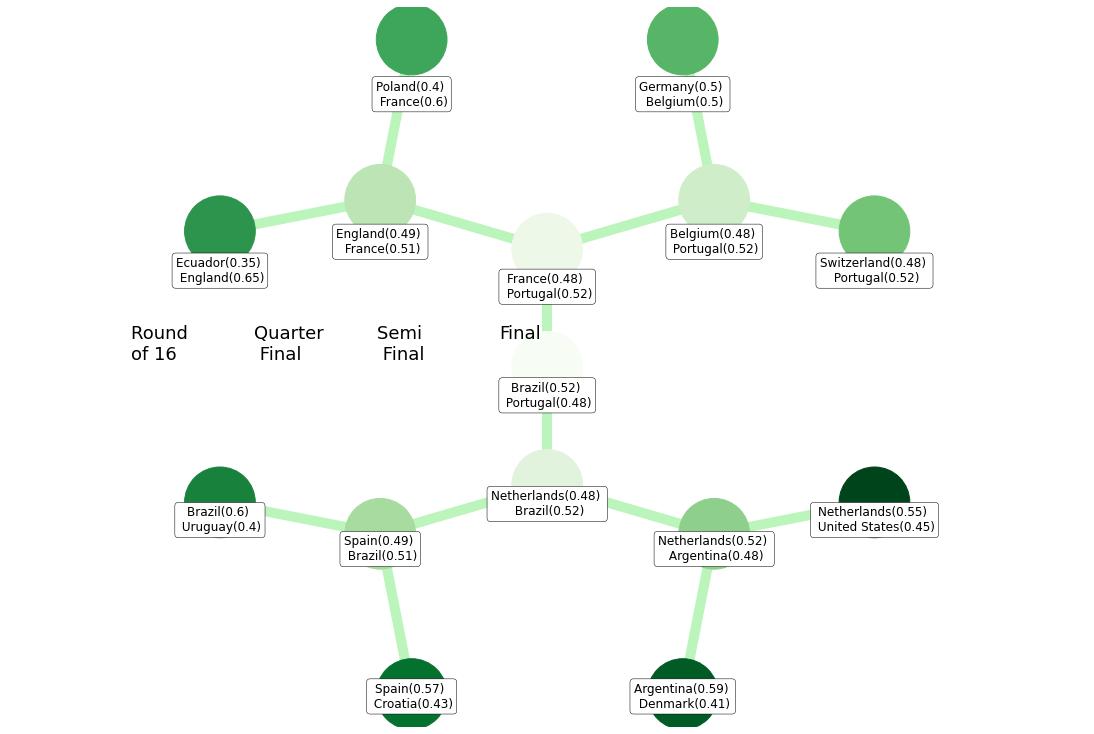 Poland(0.4)
France(0.6)
Germany(0.5)
Belgium(0.5)
England(0.49)
France(0.51)
Belgium(0.48)
Portugal(0.52)
Ecuador(0.35)
England(0.65)
Switzerland(0.48)
Portugal(0.52)
France(0.48)
Portugal(0.52)
Round
of 16
Quarter
Final
Semi
Final
Final
Brazil(0.52)
Portugal(0.48)
Netherlands(0.48)
Brazil(0.52)
Brazil(0.6)
Uruguay(0.4)
Netherlands(0.55)
United States(0.45)
Spain(0.49)
Brazil(0.51)
Netherlands(0.52)
Argentina(0.48)
Spain(0.57)
Croatia(0.43)
Argentina(0.59)
Denmark(0.41)